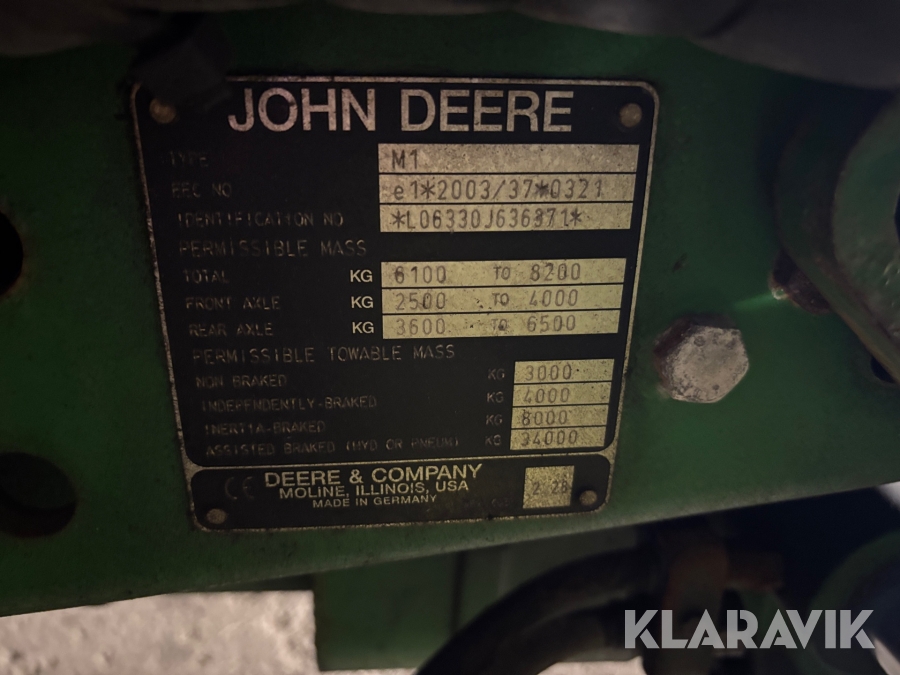 JOHN DEERE
TYPE M1
EEC NO e1*2003/37*0321
IDENTIFICATION NO *L06330J636371*
PERMISSIBLE MASS
TOTAL KG 6100 TO 8200
FRONT AXLE KG 2500 TO 4000
REAR AXLE KG 3600 TO 6500
PERMISSIBLE TOWABLE MASS
NON BRAKED KG 3000
INDEPENDENTLY-BRAKED KG 4000
INERTIA-BRAKED KG 8000
ASSISTED BRAKED (HYD OR PNEUM) KG 34000
CE DEERE & COMPANY
MOLINE, ILLINOIS, USA
MADE IN GERMANY
2.28
KLARAVIK